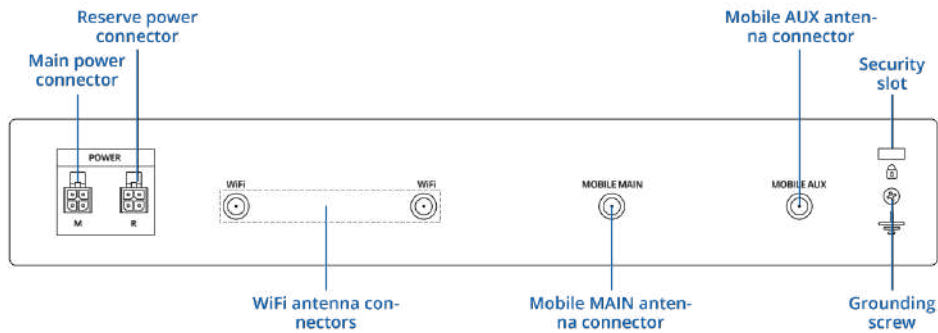 Reserve power
connector
Mobile AUX anten-
na connector
Main power
connector
Security
slot
POWER
M
R
WiFi
WiFi
MOBILE MAIN
MOBILE AUX
WiFi antenna con-
nectors
Mobile MAIN anten-
na connector
Grounding
screw